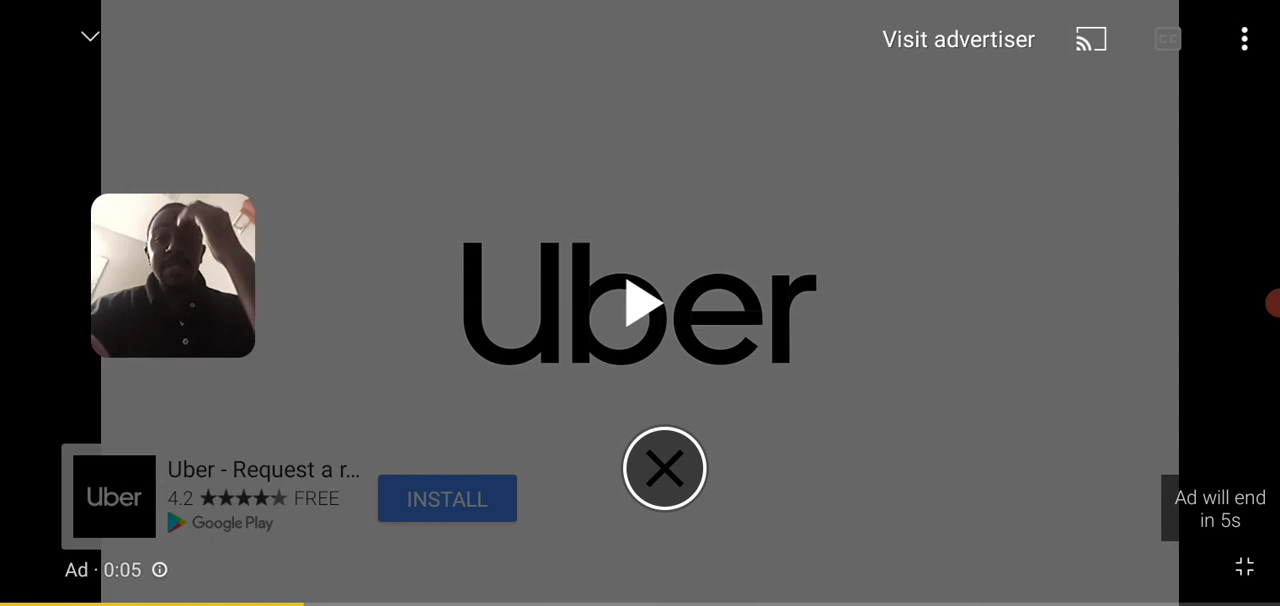 Visit advertiser
CC
Uber
Uber - Request a r...
4.2 ★★★★★ FREE
Google Play
Uber
INSTALL
Ad will end
in 5s
Ad · 0:05